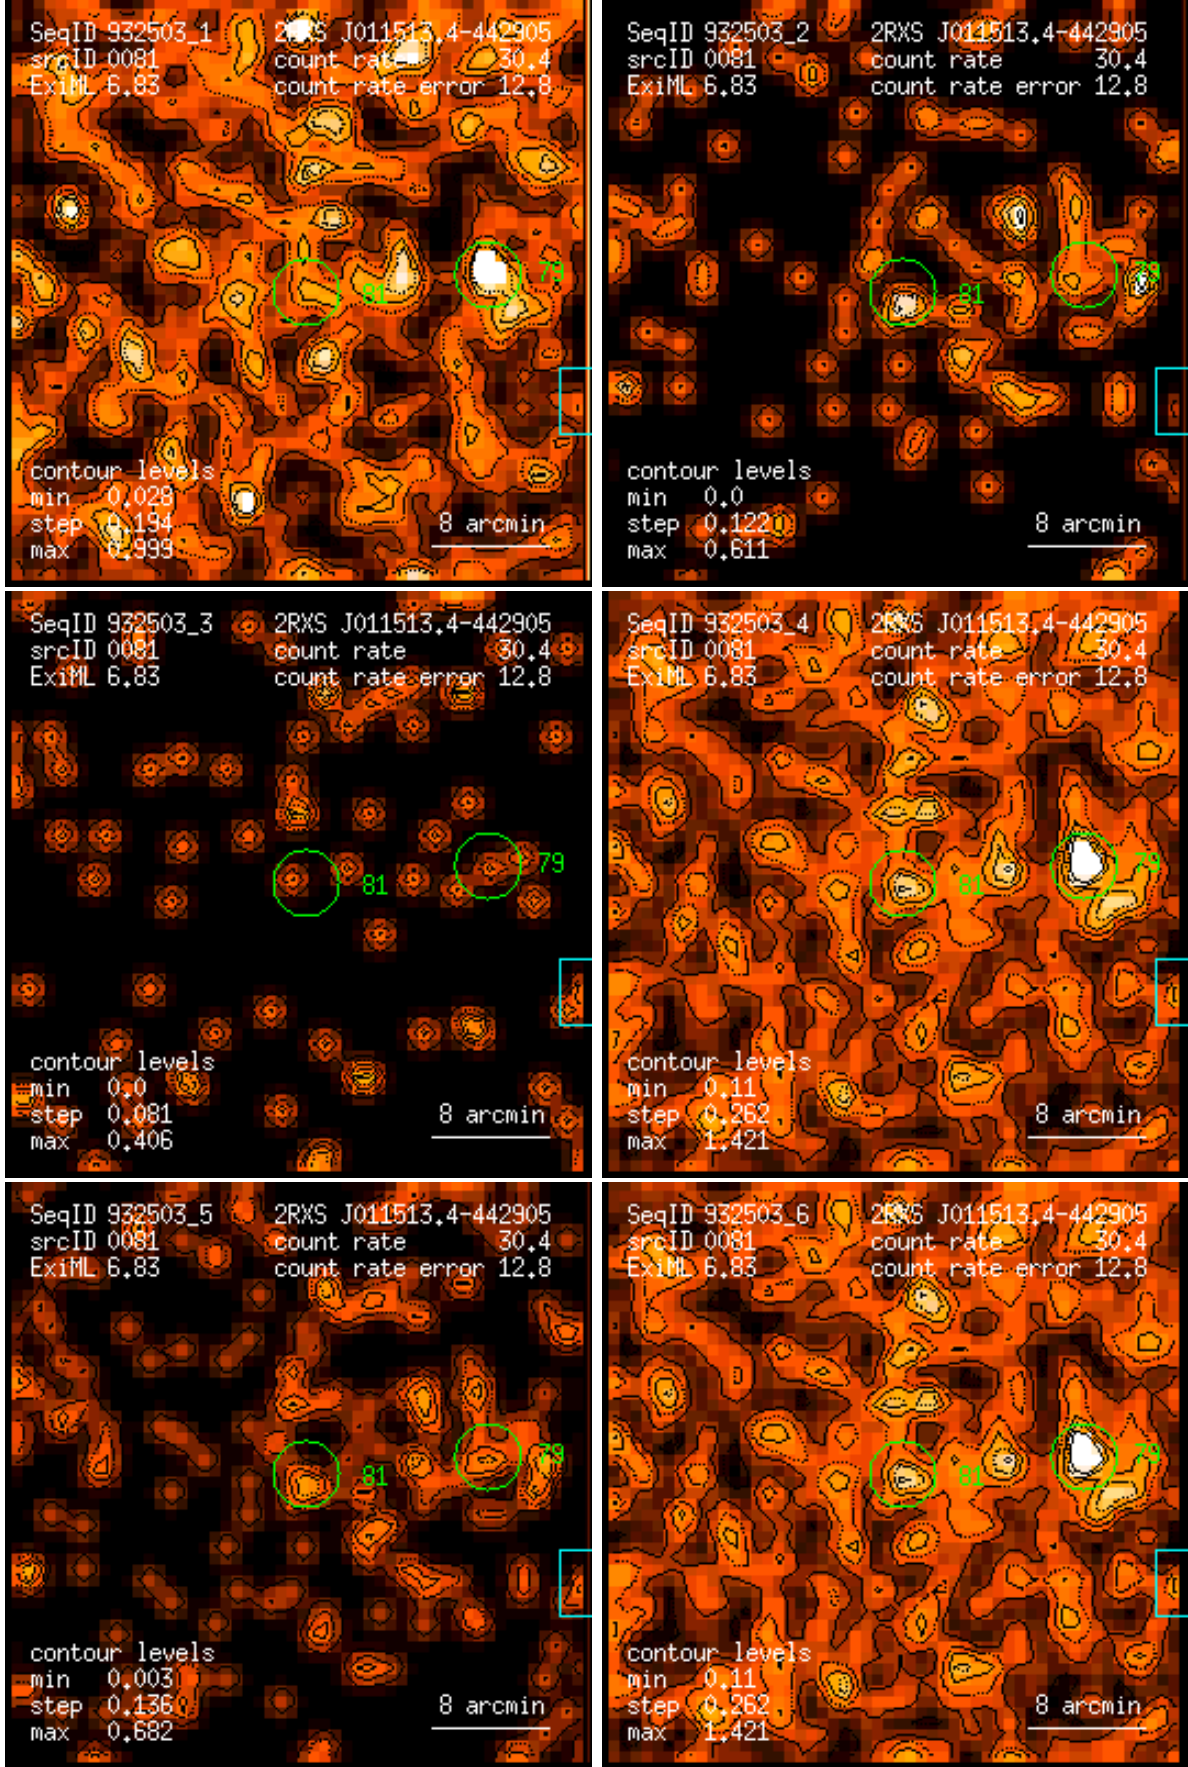 SeqID 932503_1 2RXS J011513.4-442905
srcID 0081 count rate 30.4
ExiML 6.83 count rate error 12.8
79
81
contour levels
min 0.028
step 0.194
max 0.999
8 arcmin
SeqID 932503_2 2RXS J011513.4-442905
srcID 0081 count rate 30.4
ExiML 6.83 count rate error 12.8
79
81
contour levels
min 0.0
step 0.122
max 0.611
8 arcmin
SeqID 932503_3 2RXS J011513.4-442905
srcID 0081 count rate 30.4
ExiML 6.83 count rate error 12.8
79
81
contour levels
min 0.0
step 0.081
max 0.406
8 arcmin
SeqID 932503_4 2RXS J011513.4-442905
srcID 0081 count rate 30.4
ExiML 6.83 count rate error 12.8
79
81
contour levels
min 0.11
step 0.262
max 1.421
8 arcmin
SeqID 932503_5 2RXS J011513.4-442905
srcID 0081 count rate 30.4
ExiML 6.83 count rate error 12.8
79
81
contour levels
min 0.003
step 0.136
max 0.682
8 arcmin
SeqID 932503_6 2RXS J011513.4-442905
srcID 0081 count rate 30.4
ExiML 6.83 count rate error 12.8
79
81
contour levels
min 0.11
step 0.262
max 1.421
8 arcmin